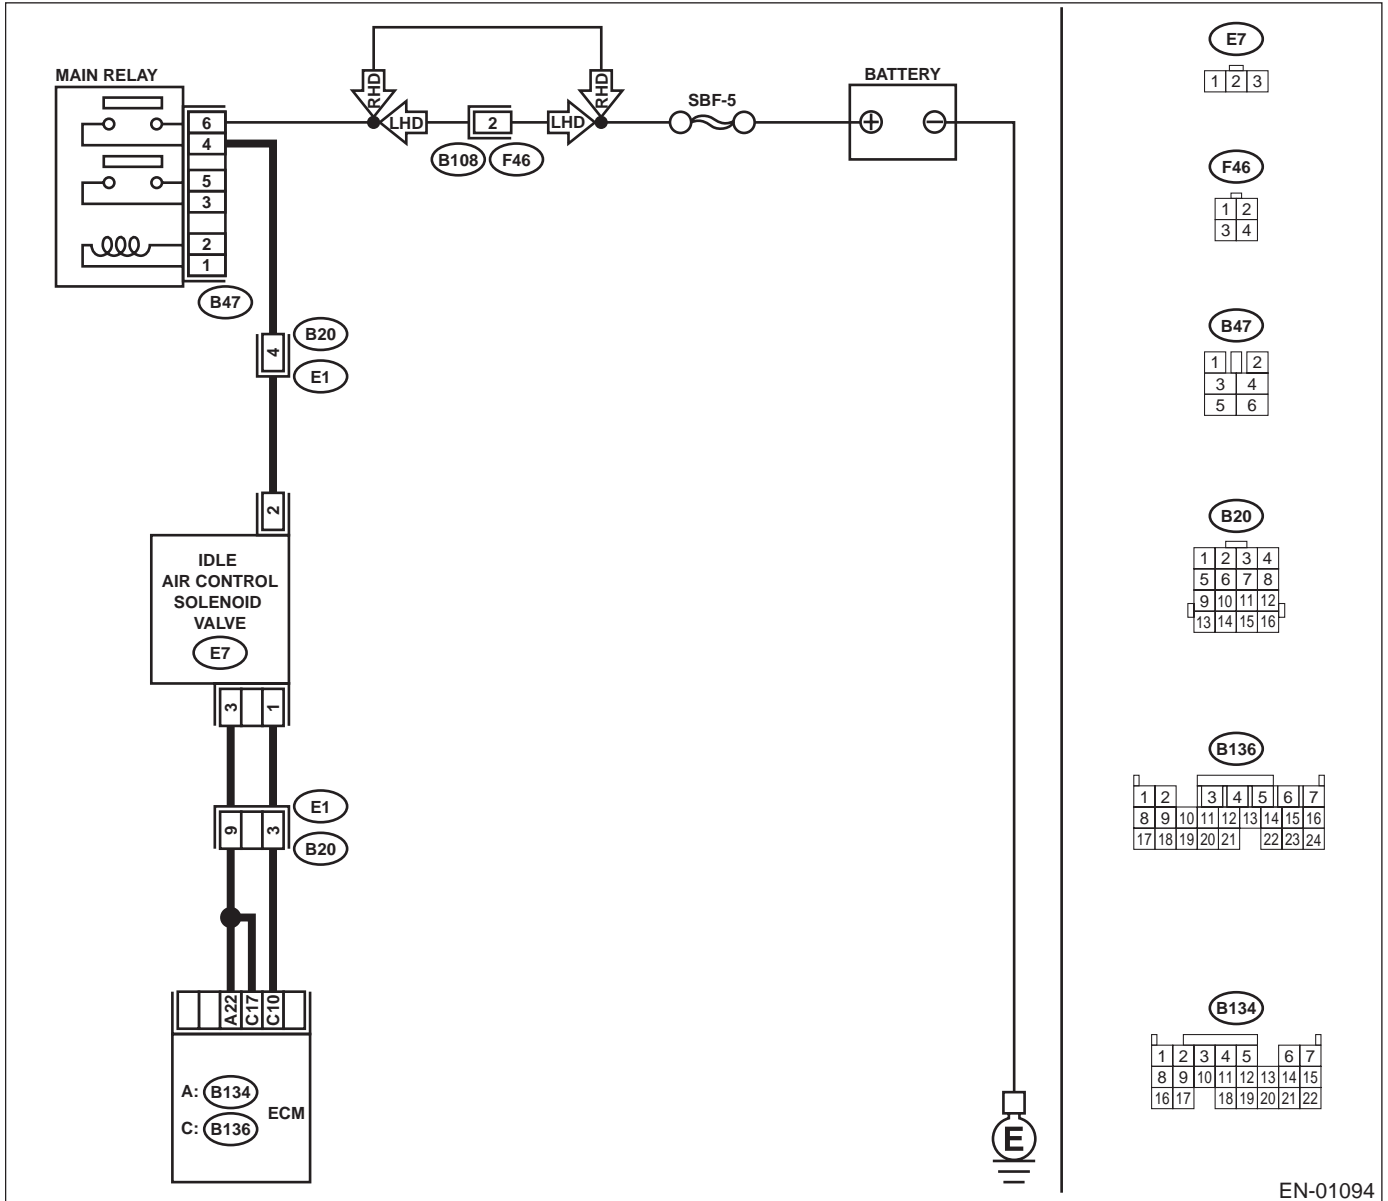 MAIN RELAY
6
4
5
3
2
1
B47
RHD
LHD
2
B108
F46
LHD
RHD
SBF-5
BATTERY
+
−
4
B20
E1
2
IDLE
AIR CONTROL
SOLENOID
VALVE
E7
3 1
9 3
E1
B20
A22 C17 C10
A: B134
C: B136
ECM
E
E7
1 2 3
F46
1 2
3 4
B47
1 2
3 4
5 6
B20
1 2 3 4
5 6 7 8
9 10 11 12
13 14 15 16
B136
1 2 3 4 5 6 7
8 9 10 11 12 13 14 15 16
17 18 19 20 21 22 23 24
B134
1 2 3 4 5 6 7
8 9 10 11 12 13 14 15
16 17 18 19 20 21 22
EN-01094